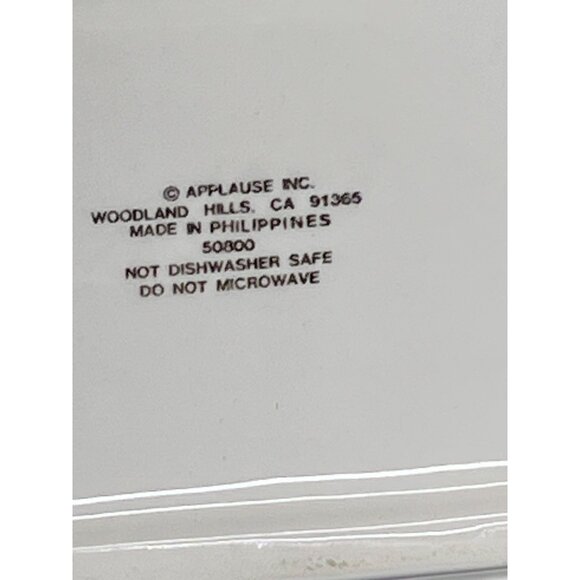 © APPLAUSE INC.
WOODLAND HILLS, CA 91365
MADE IN PHILIPPINES
50800
NOT DISHWASHER SAFE
DO NOT MICROWAVE